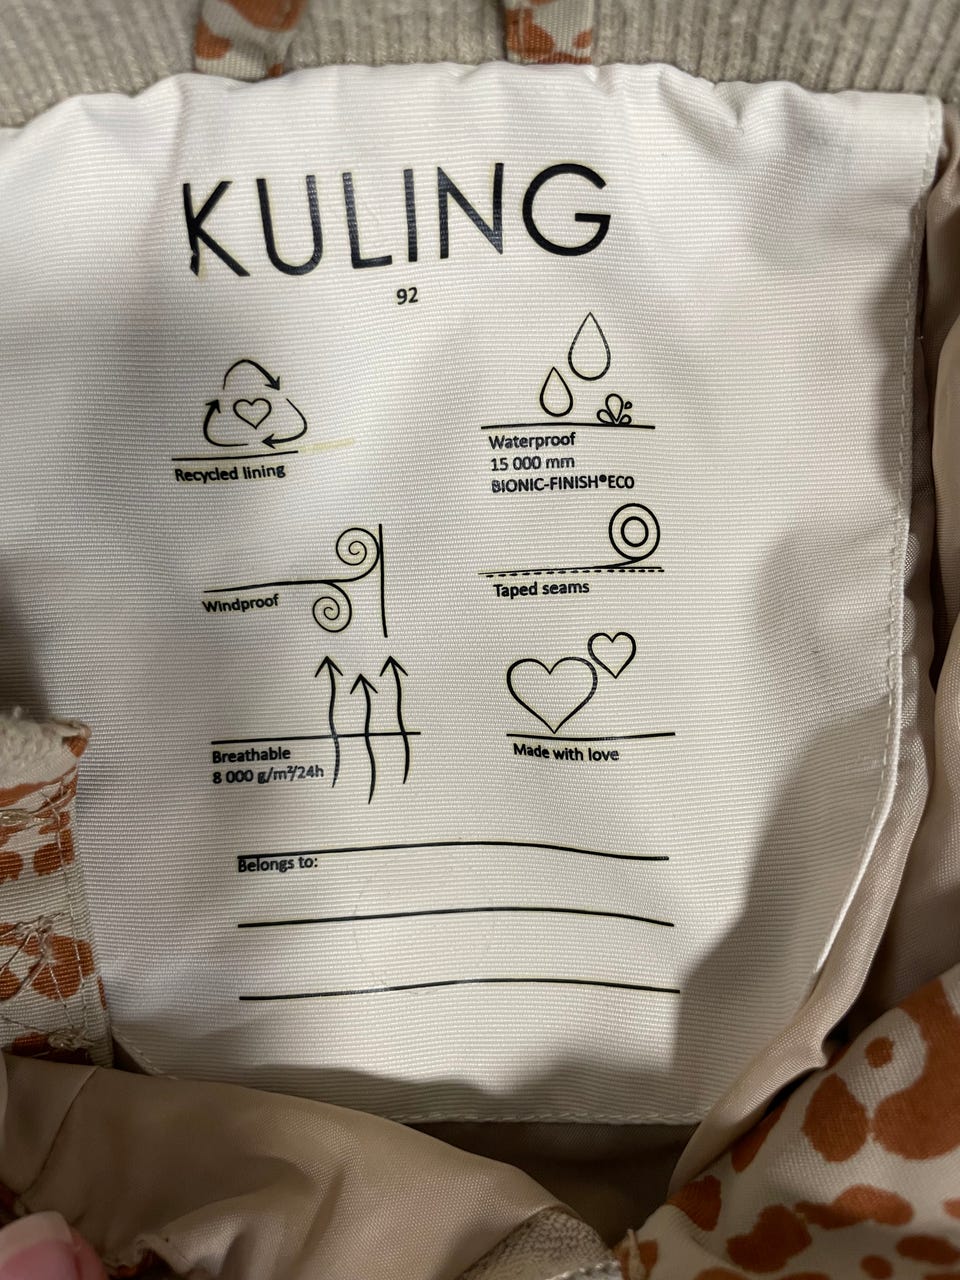 KULING
92
Recycled lining
Waterproof
15 000 mm
BIONIC-FINISH®ECO
Windproof
Taped seams
Breathable
8 000 g/m²/24h
Made with love
Belongs to: